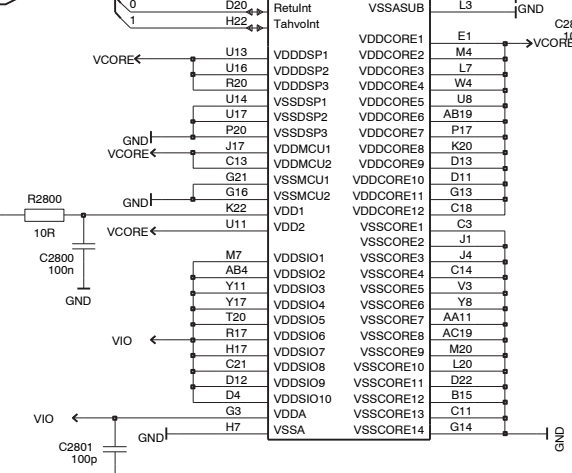 0 D20 RetuInt VSSASUB L3 GND
1 H22 TahvoInt
VDDCORE1 E1 VCORE
VCORE U13 VDDDSP1 VDDCORE2 M4
U16 VDDDSP2 VDDCORE3 L7
R20 VDDDSP3 VDDCORE4 W4
U14 VSSDSP1 VDDCORE5 U8
U17 VSSDSP2 VDDCORE6 AB19
GND P20 VSSDSP3 VDDCORE7 P17
VCORE J17 VDDMCU1 VDDCORE8 K20
C13 VDDMCU2 VDDCORE9 D13
G21 VSSMCU1 VDDCORE10 D11
GND G16 VSSMCU2 VDDCORE11 G13
R2800 K22 VDD1 VDDCORE12 C18
10R VCORE U11 VDD2 VSSCORE1 C3
VSSCORE2 J1
C2800 M7 VDDSIO1 VSSCORE3 J4
100n AB4 VDDSIO2 VSSCORE4 C14
Y11 VDDSIO3 VSSCORE5 V3
GND Y17 VDDSIO4 VSSCORE6 Y8
T20 VDDSIO5 VSSCORE7 AA11
VIO R17 VDDSIO6 VSSCORE8 AC19
H17 VDDSIO7 VSSCORE9 M20
C21 VDDSIO8 VSSCORE10 L20
D12 VDDSIO9 VSSCORE11 D22
D4 VDDSIO10 VSSCORE12 B15
VIO G3 VDDA VSSCORE13 C11
GND H7 VSSA VSSCORE14 G14 GND
C2801
100p